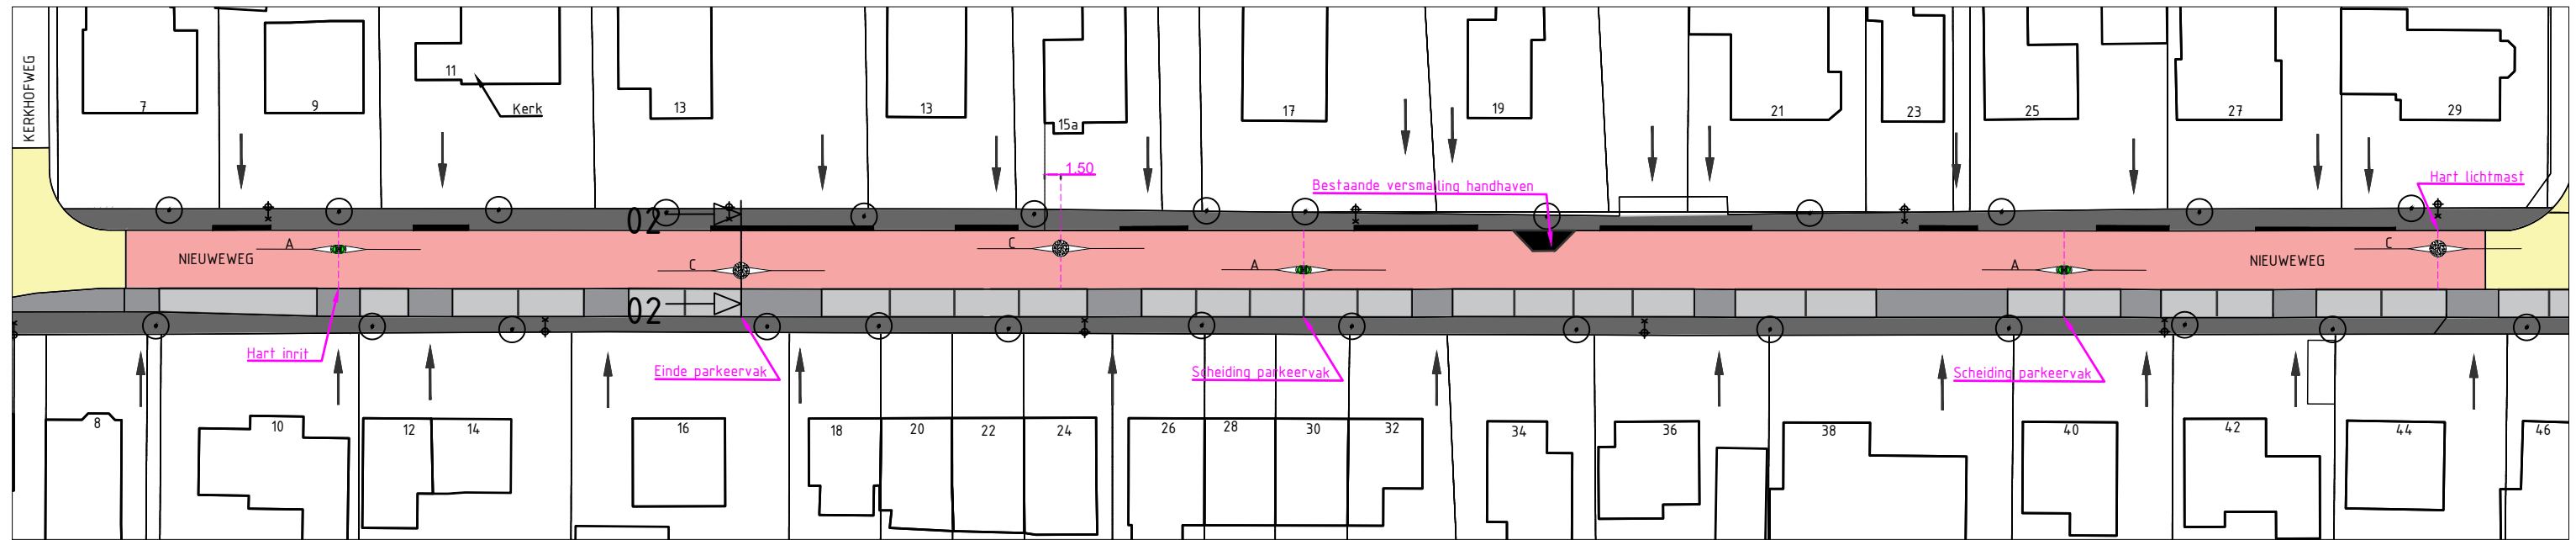 KERKHOFWEG
7
9
11
Kerk
13
13
15a
17
19
21
23
25
27
29
1.50
Bestaande versmalling handhaven
Hart lichtmast
02
A
C
C
A
A
C
NIEUWEWEG
NIEUWEWEG
02
Hart inrit
Einde parkeervak
Scheiding parkeervak
Scheiding parkeervak
8
10
12
14
16
18
20
22
24
26
28
30
32
34
36
38
40
42
44
46